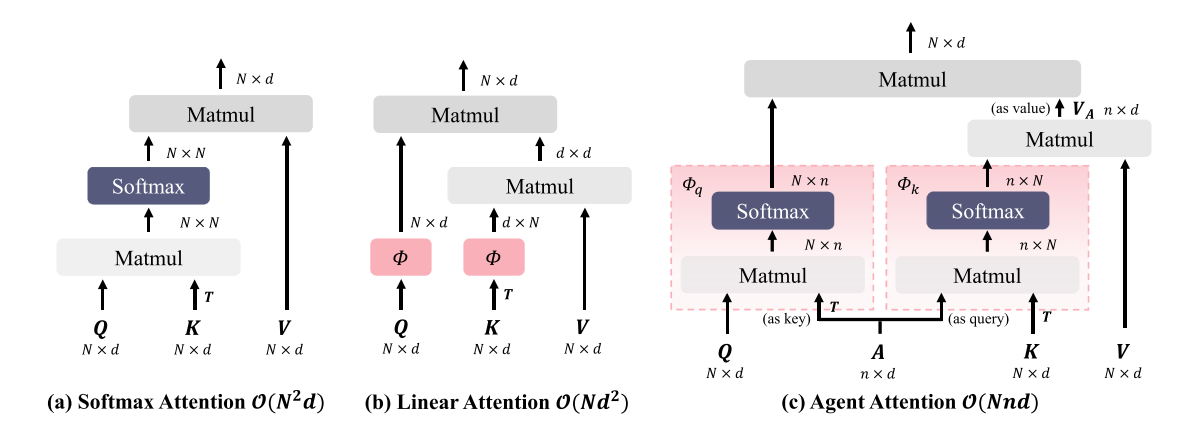 N × d
Matmul
N × N
Softmax
N × N
Matmul
T
Q K V
N × d N × d N × d
(a) Softmax Attention 𝒪(N²d)
N × d
Matmul
d × d
Matmul
N × d d × N
Φ Φ
T
Q K V
N × d N × d N × d
(b) Linear Attention 𝒪(Nd²)
N × d
Matmul
(as value) V_A n × d
Matmul
Φ_q N × n Φ_k n × N
Softmax Softmax
N × n n × N
Matmul Matmul
T T
(as key) (as query)
Q A K V
N × d n × d N × d N × d
(c) Agent Attention 𝒪(Nnd)